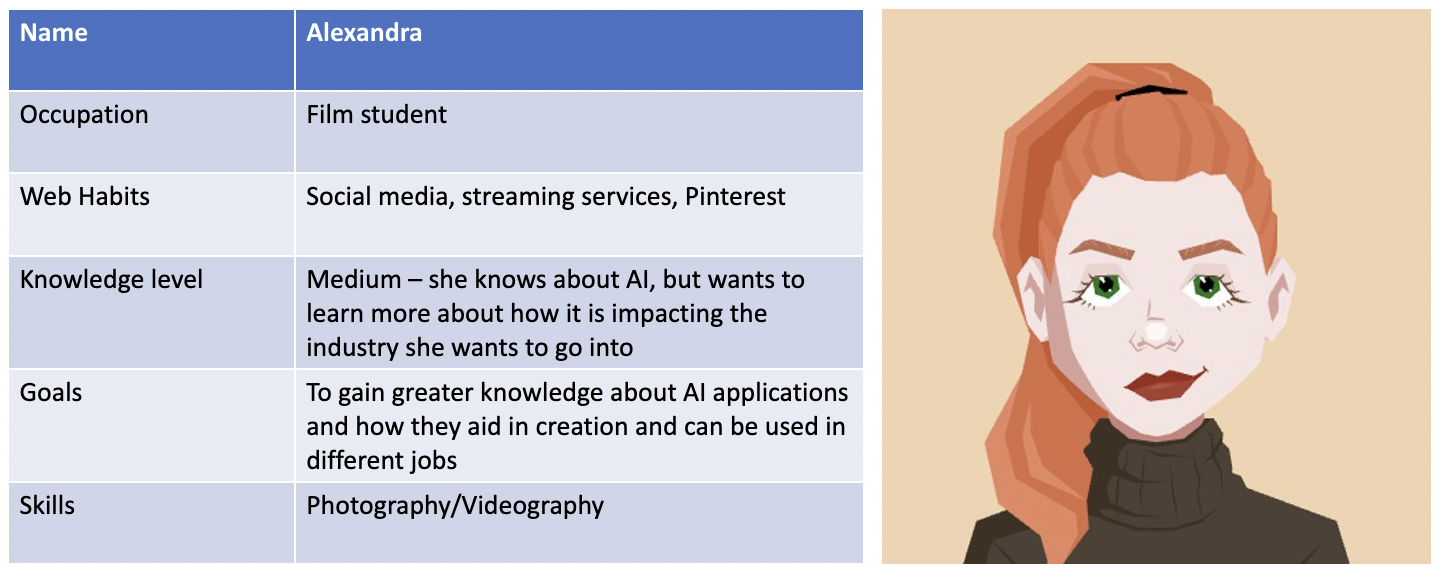 Name
Alexandra
Occupation
Film student
Web Habits
Social media, streaming services, Pinterest
Knowledge level
Medium – she knows about AI, but wants to
learn more about how it is impacting the
industry she wants to go into
Goals
To gain greater knowledge about AI applications
and how they aid in creation and can be used in
different jobs
Skills
Photography/Videography